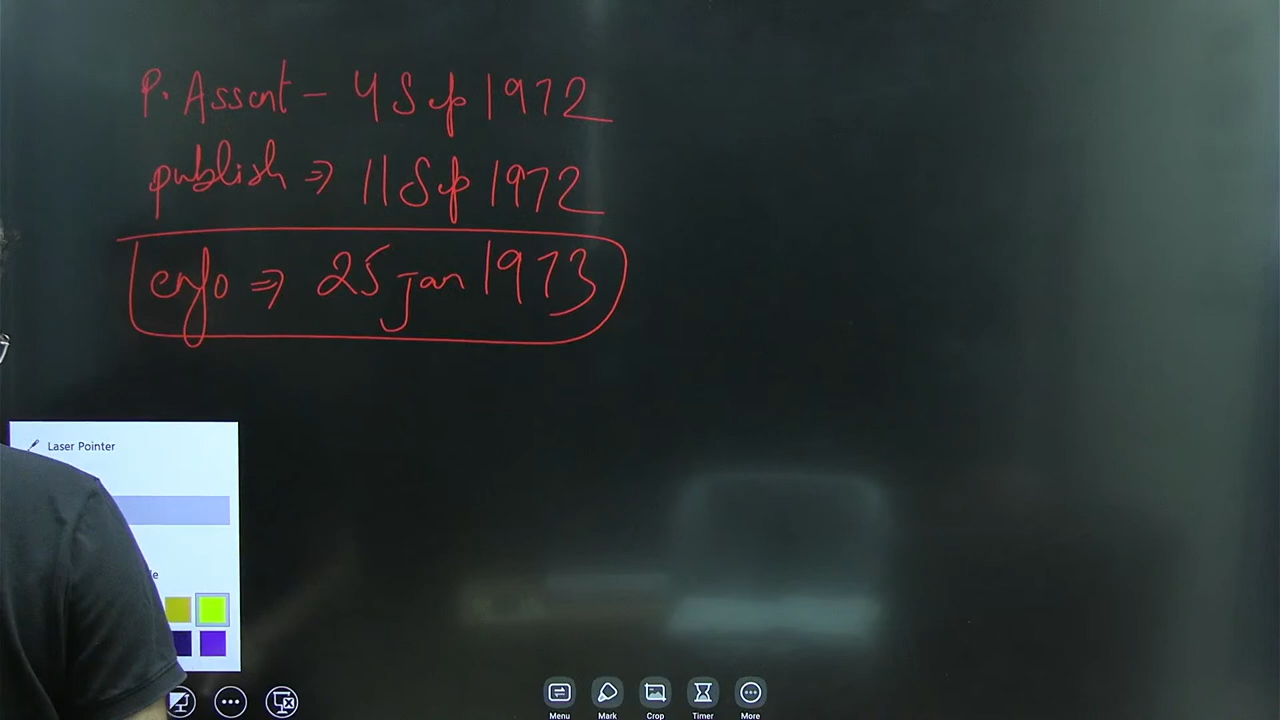 P. Assent – 4 Sep 1972
publish ⇒ 11 Sep 1972
enfo ⇒ 25 jan 1973
Laser Pointer
Menu
Mark
Crop
Timer
More